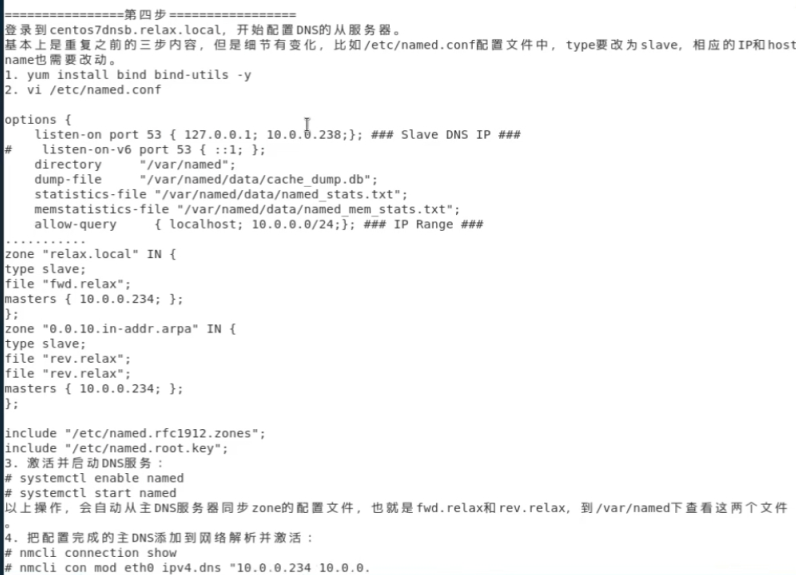 ================第四步=================
登录到centos7dnsb.relax.local，开始配置DNS的从服务器。
基本上是重复之前的三步内容，但是细节有变化，比如/etc/named.conf配置文件中，type要改为slave，相应的IP和host
name也需要改动。
1. yum install bind bind-utils -y
2. vi /etc/named.conf
options {
    listen-on port 53 { 127.0.0.1; 10.0.0.238;}; ### Slave DNS IP ###
#    listen-on-v6 port 53 { ::1; };
    directory     "/var/named";
    dump-file     "/var/named/data/cache_dump.db";
    statistics-file "/var/named/data/named_stats.txt";
    memstatistics-file "/var/named/data/named_mem_stats.txt";
    allow-query     { localhost; 10.0.0.0/24;}; ### IP Range ###
...........
zone "relax.local" IN {
type slave;
file "fwd.relax";
masters { 10.0.0.234; };
};
zone "0.0.10.in-addr.arpa" IN {
type slave;
file "rev.relax";
file "rev.relax";
masters { 10.0.0.234; };
};
include "/etc/named.rfc1912.zones";
include "/etc/named.root.key";
3. 激活并启动DNS服务：
# systemctl enable named
# systemctl start named
以上操作，会自动从主DNS服务器同步zone的配置文件，也就是fwd.relax和rev.relax，到/var/named下查看这两个文件
。
4. 把配置完成的主DNS添加到网络解析并激活：
# nmcli connection show
# nmcli con mod eth0 ipv4.dns "10.0.0.234 10.0.0.